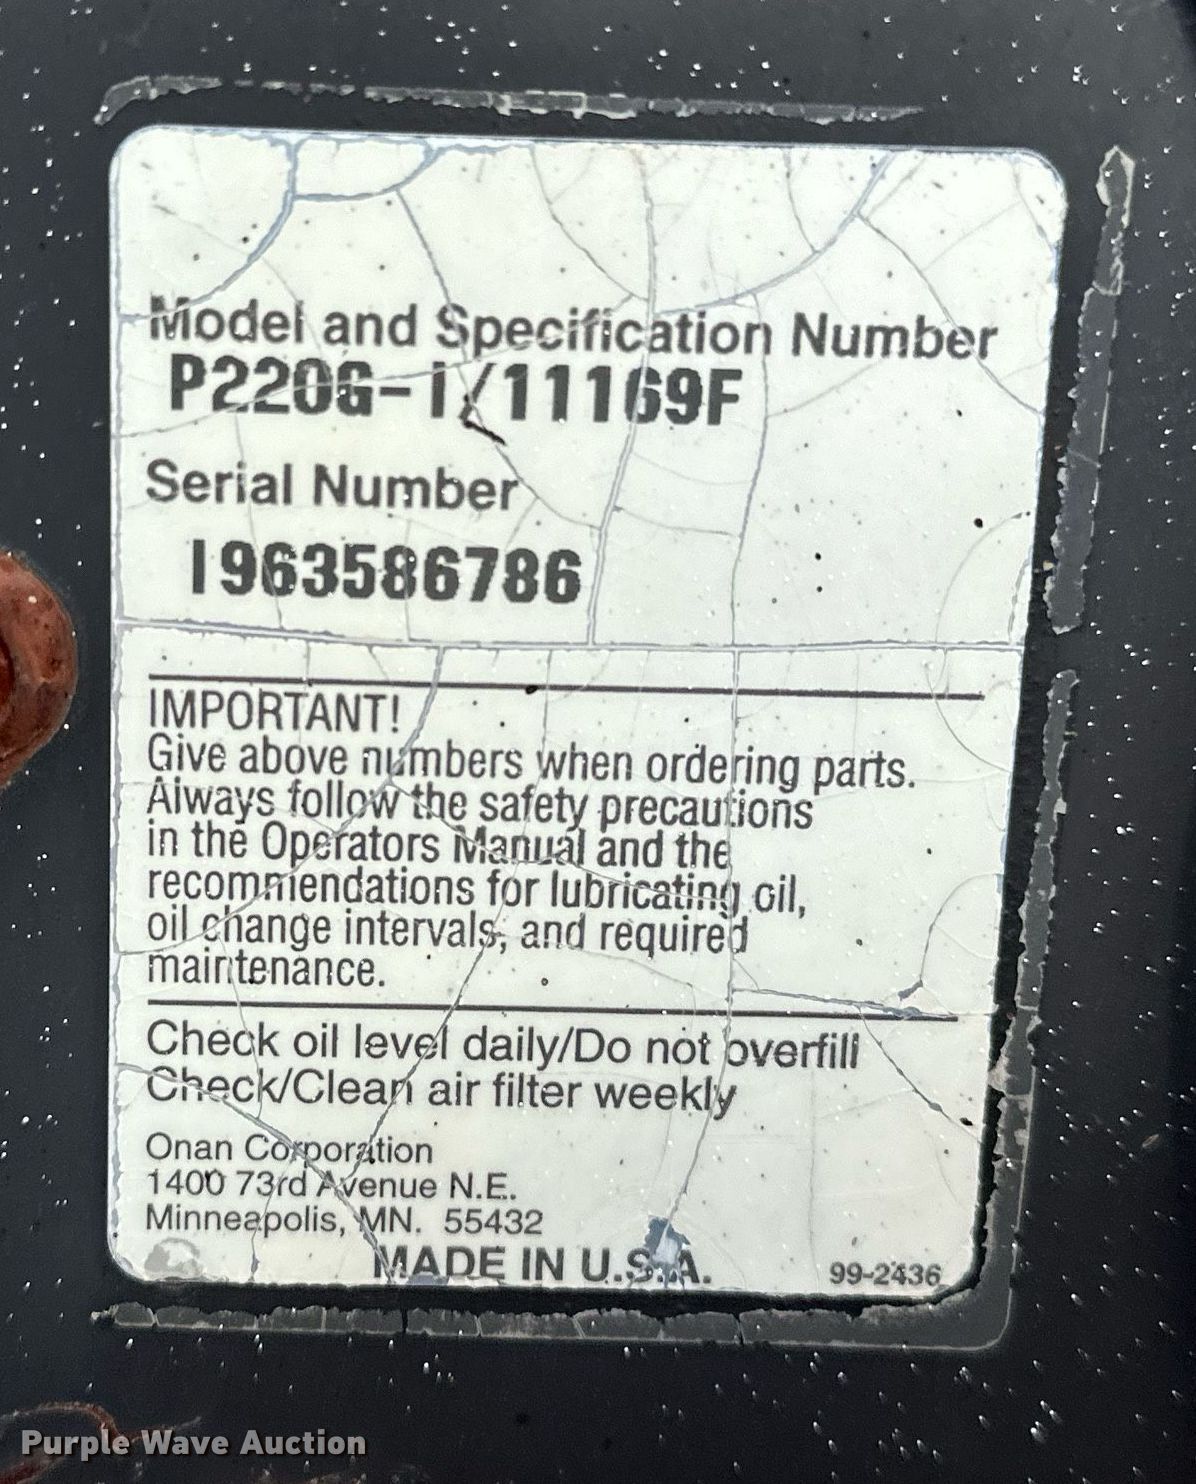 Model and Specification Number
P220G-I/11169F
Serial Number
I963586786
IMPORTANT!
Give above numbers when ordering parts.
Always follow the safety precautions
in the Operators Manual and the
recommendations for lubricating oil,
oil change intervals, and required
maintenance.
Check oil level daily/Do not overfill
Check/Clean air filter weekly
Onan Corporation
1400 73rd Avenue N.E.
Minneapolis, MN. 55432
MADE IN U.S.A.
99-2436
Purple Wave Auction